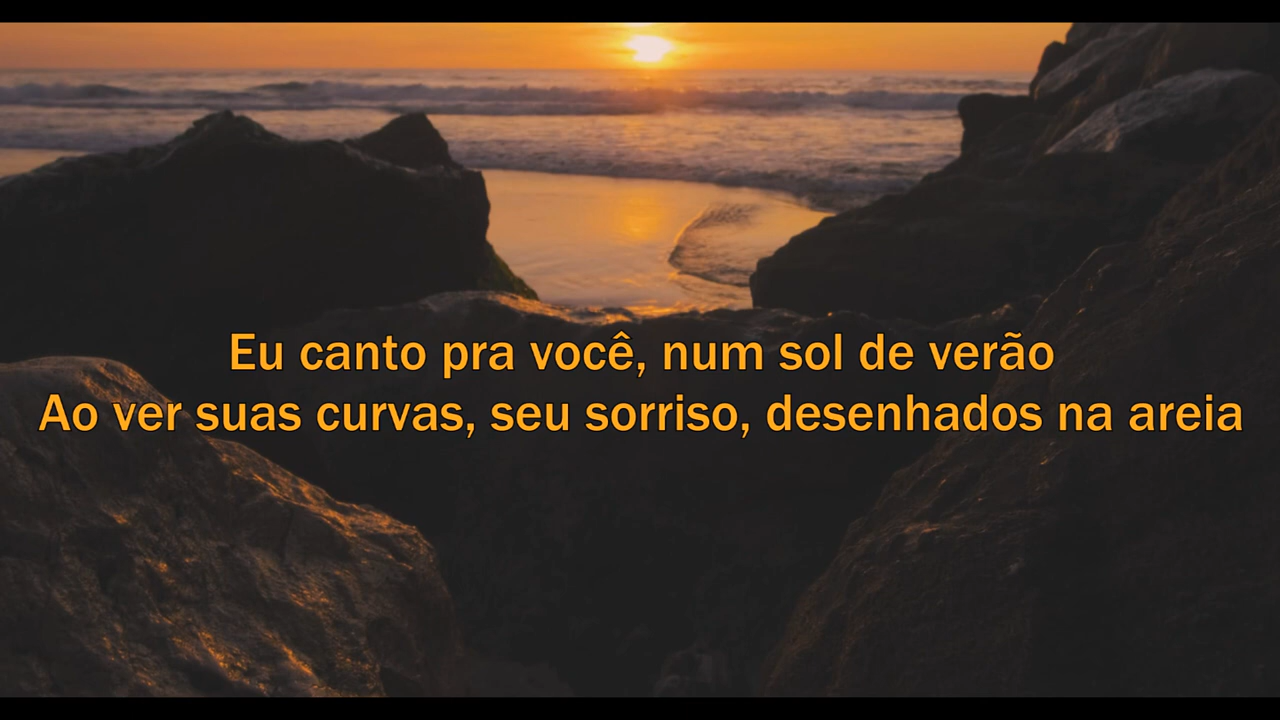 Eu canto pra você, num sol de verão
Ao ver suas curvas, seu sorriso, desenhados na areia